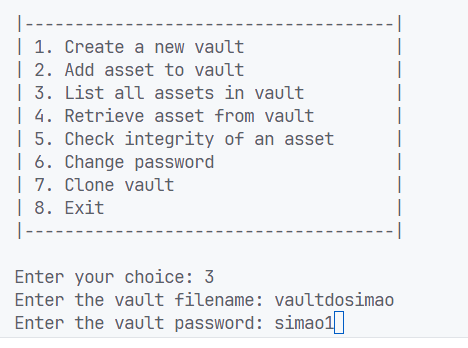 |-------------------------------------|
| 1. Create a new vault               |
| 2. Add asset to vault               |
| 3. List all assets in vault         |
| 4. Retrieve asset from vault        |
| 5. Check integrity of an asset      |
| 6. Change password                  |
| 7. Clone vault                      |
| 8. Exit                             |
|-------------------------------------|
Enter your choice: 3
Enter the vault filename: vaultdosimao
Enter the vault password: simao1